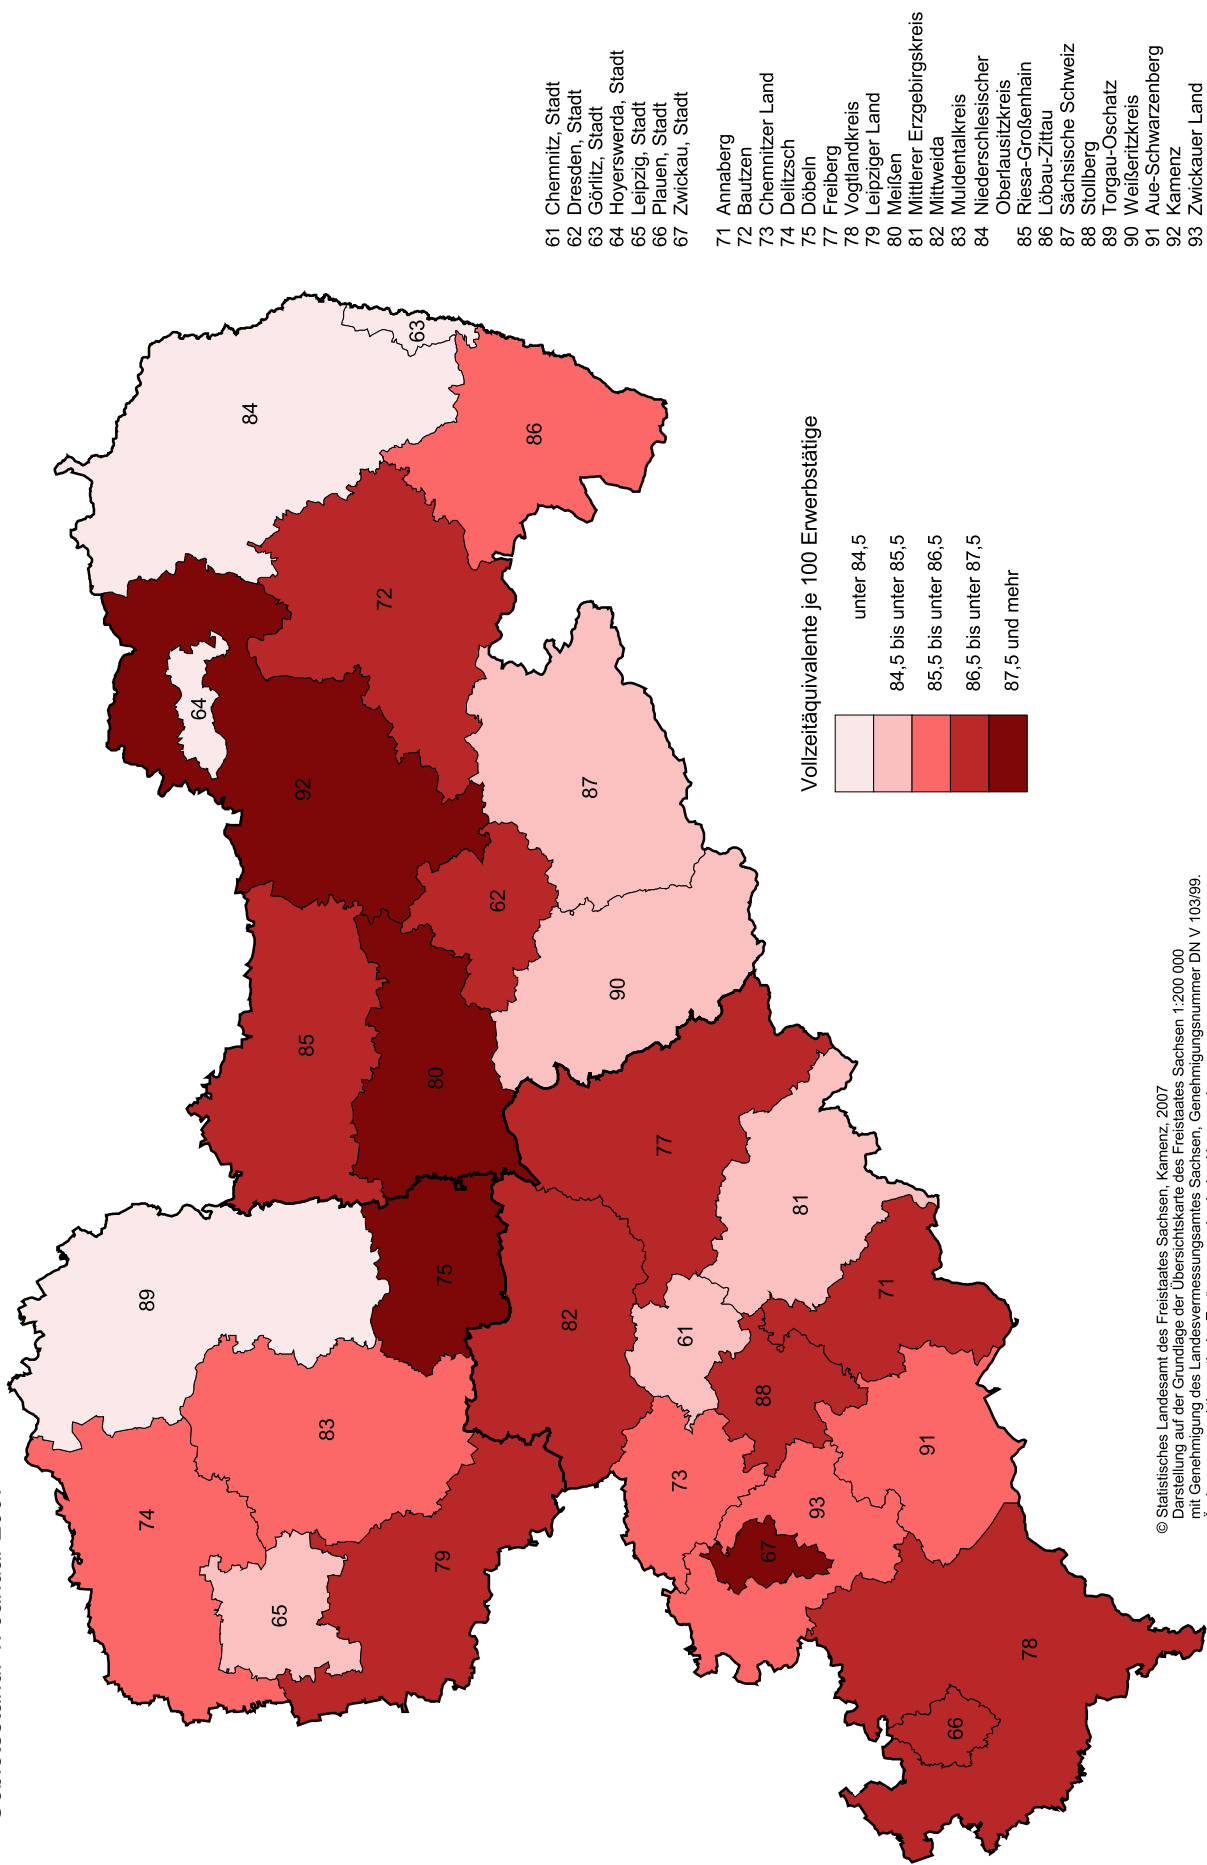 84
63
86
64
72
92
87
62
85
90
80
77
89
75
81
82
71
61
83
88
74
73
91
93
67
79
65
78
66
61 Chemnitz, Stadt
62 Dresden, Stadt
63 Görlitz, Stadt
64 Hoyerswerda, Stadt
65 Leipzig, Stadt
66 Plauen, Stadt
67 Zwickau, Stadt
71 Annaberg
72 Bautzen
73 Chemnitzer Land
74 Delitzsch
75 Döbeln
77 Freiberg
78 Vogtlandkreis
79 Leipziger Land
80 Meißen
81 Mittlerer Erzgebirgskreis
82 Mittweida
83 Muldentalkreis
84 Niederschlesischer
Oberlausitzkreis
85 Riesa-Großenhain
86 Löbau-Zittau
87 Sächsische Schweiz
88 Stollberg
89 Torgau-Oschatz
90 Weißeritzkreis
91 Aue-Schwarzenberg
92 Kamenz
93 Zwickauer Land
Vollzeitäquivalente je 100 Erwerbstätige
unter 84,5
84,5 bis unter 85,5
85,5 bis unter 86,5
86,5 bis unter 87,5
87,5 und mehr
© Statistisches Landesamt des Freistaates Sachsen, Kamenz, 2007
Darstellung auf der Grundlage der Übersichtskarte des Freistaates Sachsen 1:200 000
mit Genehmigung des Landesvermessungsamtes Sachsen, Genehmigungsnummer DN V 103/99.